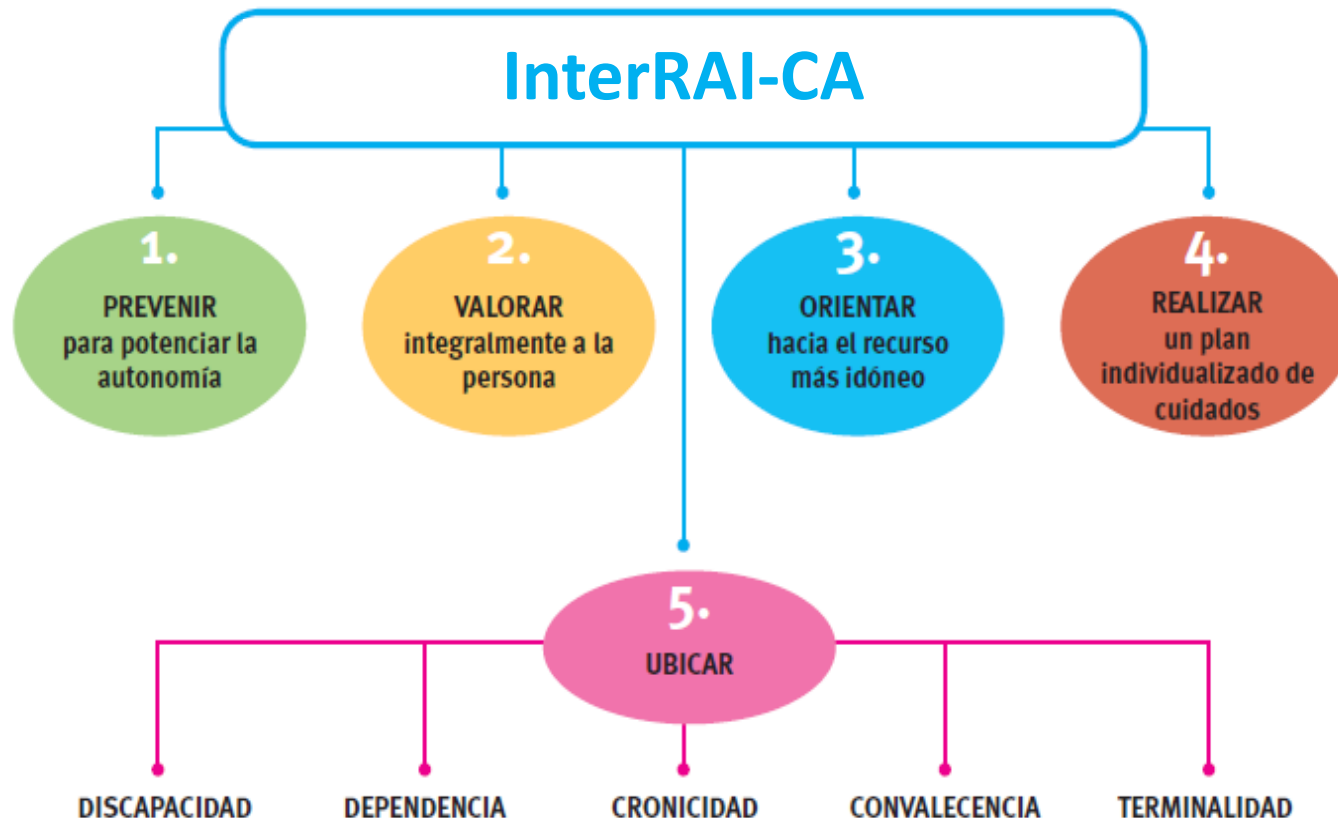 InterRAI-CA
1.
PREVENIR
para potenciar la
autonomía
2.
VALORAR
integralmente a la
persona
3.
ORIENTAR
hacia el recurso
más idóneo
4.
REALIZAR
un plan
individualizado de
cuidados
5.
UBICAR
DISCAPACIDAD
DEPENDENCIA
CRONICIDAD
CONVALECENCIA
TERMINALIDAD